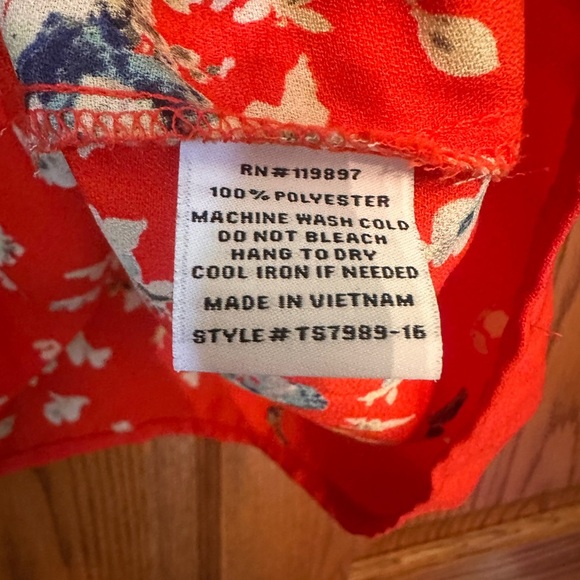 RN#119897
100% POLYESTER
MACHINE WASH COLD
DO NOT BLEACH
HANG TO DRY
COOL IRON IF NEEDED
MADE IN VIETNAM
STYLE# TS7989-16